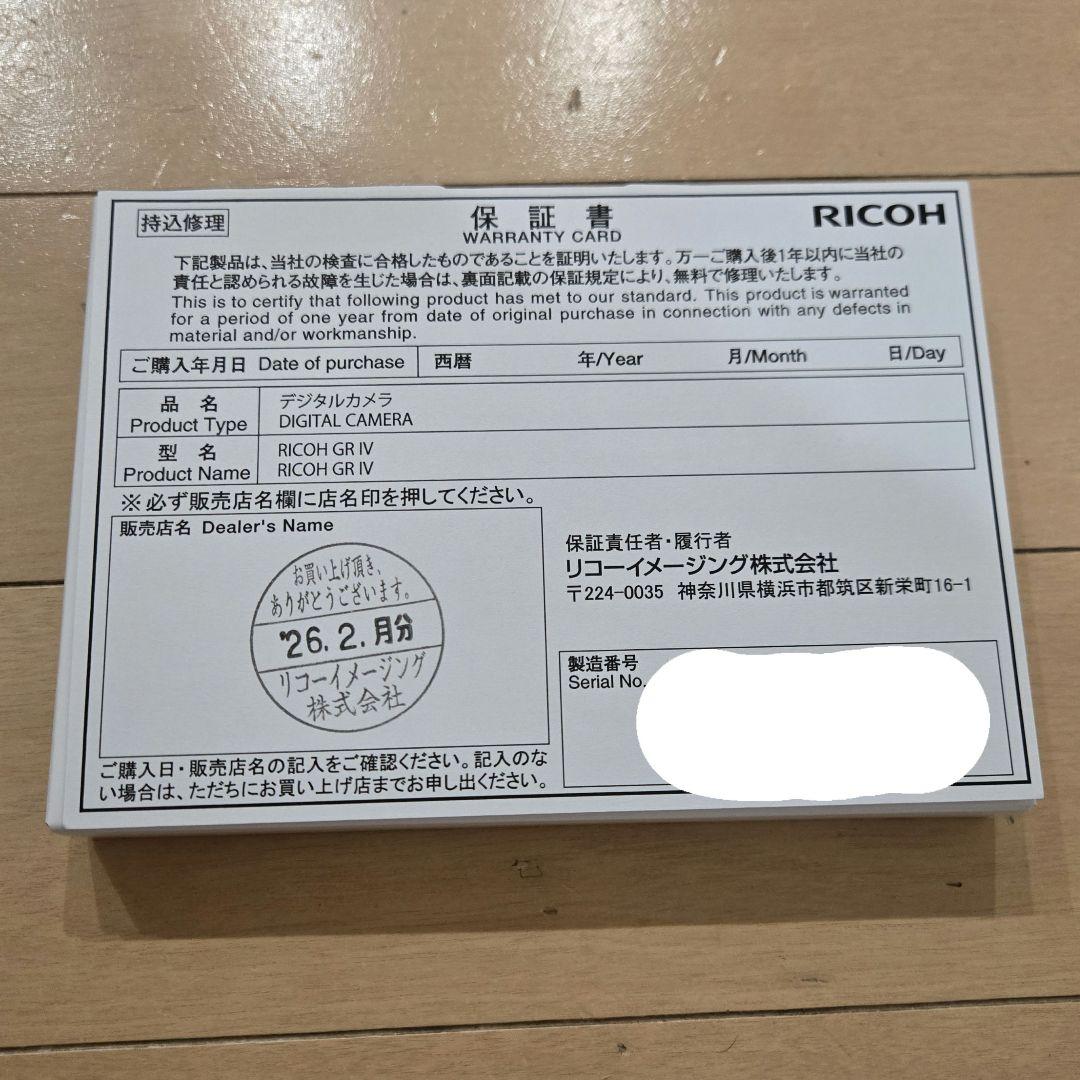 持込修理
保証書
WARRANTY CARD
RICOH
下記製品は、当社の検査に合格したものであることを証明いたします。万一ご購入後1年以内に当社の
責任と認められる故障を生じた場合は、裏面記載の保証規定により、無料で修理いたします。
This is to certify that following product has met to our standard. This product is warranted
for a period of one year from date of original purchase in connection with any defects in
material and/or workmanship.
ご購入年月日 Date of purchase 西暦 年/Year 月/Month 日/Day
品名 デジタルカメラ
Product Type DIGITAL CAMERA
型名 RICOH GR IV
Product Name RICOH GR IV
※必ず販売店名欄に店名印を押してください。
販売店名 Dealer's Name
お買い上げ頂き、
ありがとうございます。
'26.2.月分
リコーイメージング
株式会社
ご購入日・販売店名の記入をご確認ください。記入のな
い場合は、ただちにお買い上げ店までお申し出ください。
保証責任者・履行者
リコーイメージング株式会社
〒224-0035 神奈川県横浜市都筑区新栄町16-1
製造番号
Serial No.